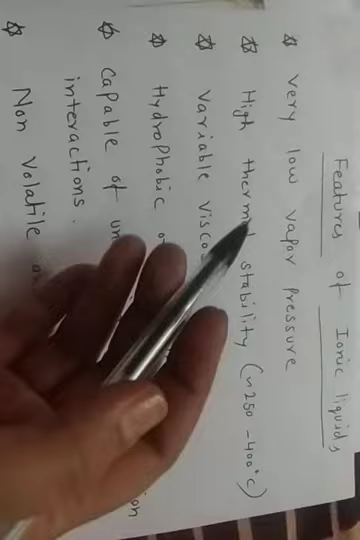 Features of Ionic liquids
Very low vapor pressure
High thermal stability (~250-400°C)
Variable
Hydrophobic
Capable of
interactions.
Non volatile